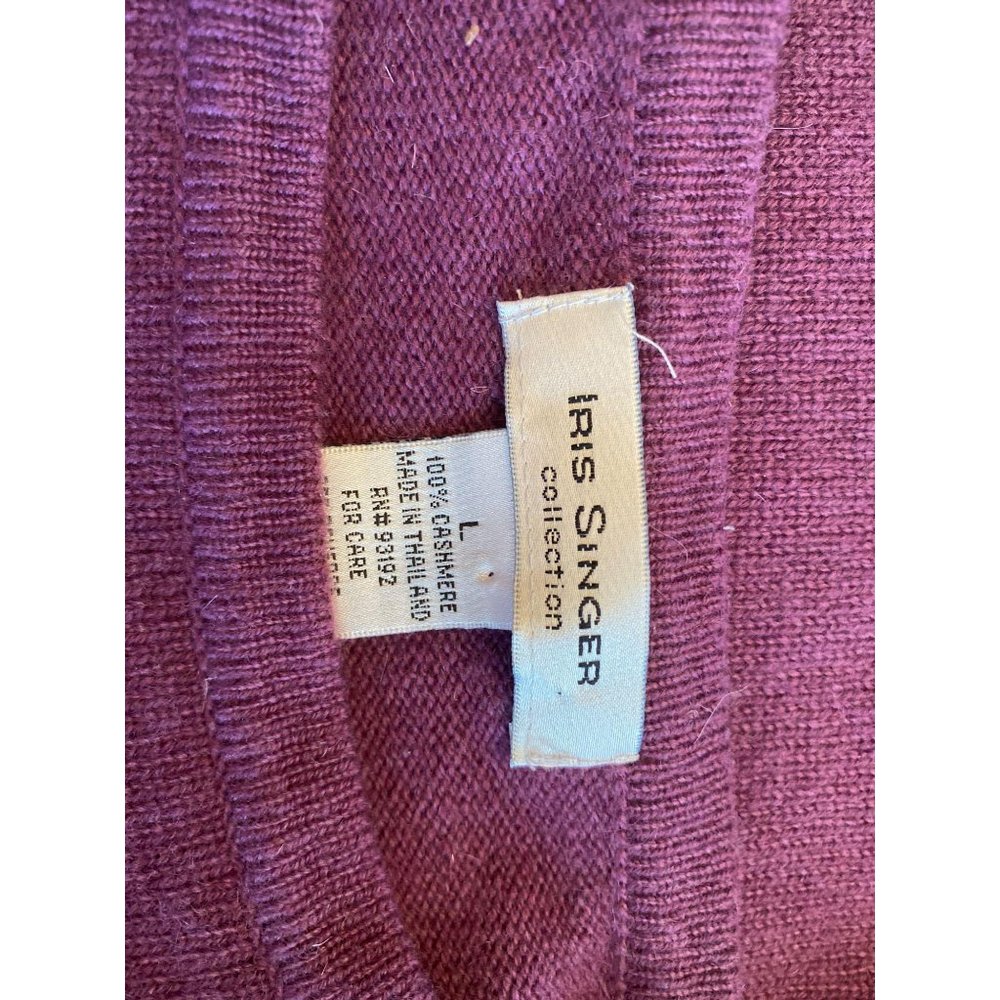 IRIS SINGER
collection
L
100% CASHMERE
MADE IN THAILAND
RN# 93192
FOR CARE